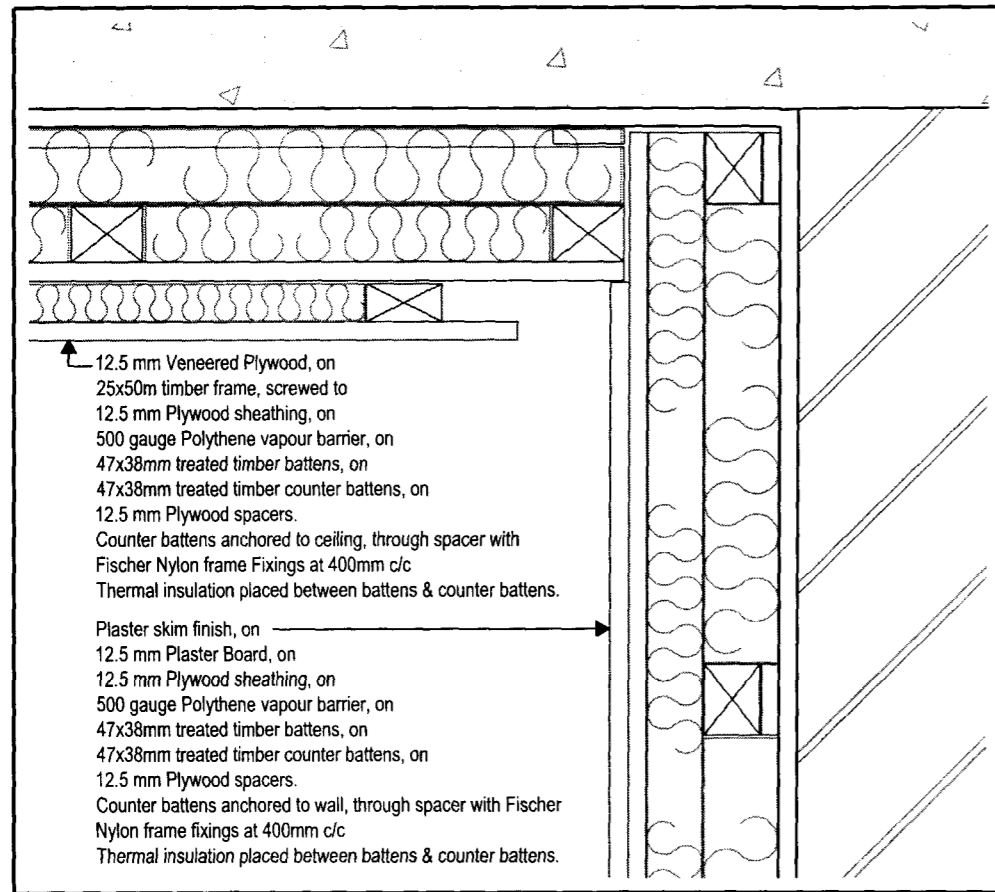 12.5 mm Veneered Plywood, on
25x50m timber frame, screwed to
12.5 mm Plywood sheathing, on
500 gauge Polythene vapour barrier, on
47x38mm treated timber battens, on
47x38mm treated timber counter battens, on
12.5 mm Plywood spacers.
Counter battens anchored to ceiling, through spacer with
Fischer Nylon frame Fixings at 400mm c/c
Thermal insulation placed between battens & counter battens.
Plaster skim finish, on
12.5 mm Plaster Board, on
12.5 mm Plywood sheathing, on
500 gauge Polythene vapour barrier, on
47x38mm treated timber battens, on
47x38mm treated timber counter battens, on
12.5 mm Plywood spacers.
Counter battens anchored to wall, through spacer with Fischer
Nylon frame fixings at 400mm c/c
Thermal insulation placed between battens & counter battens.